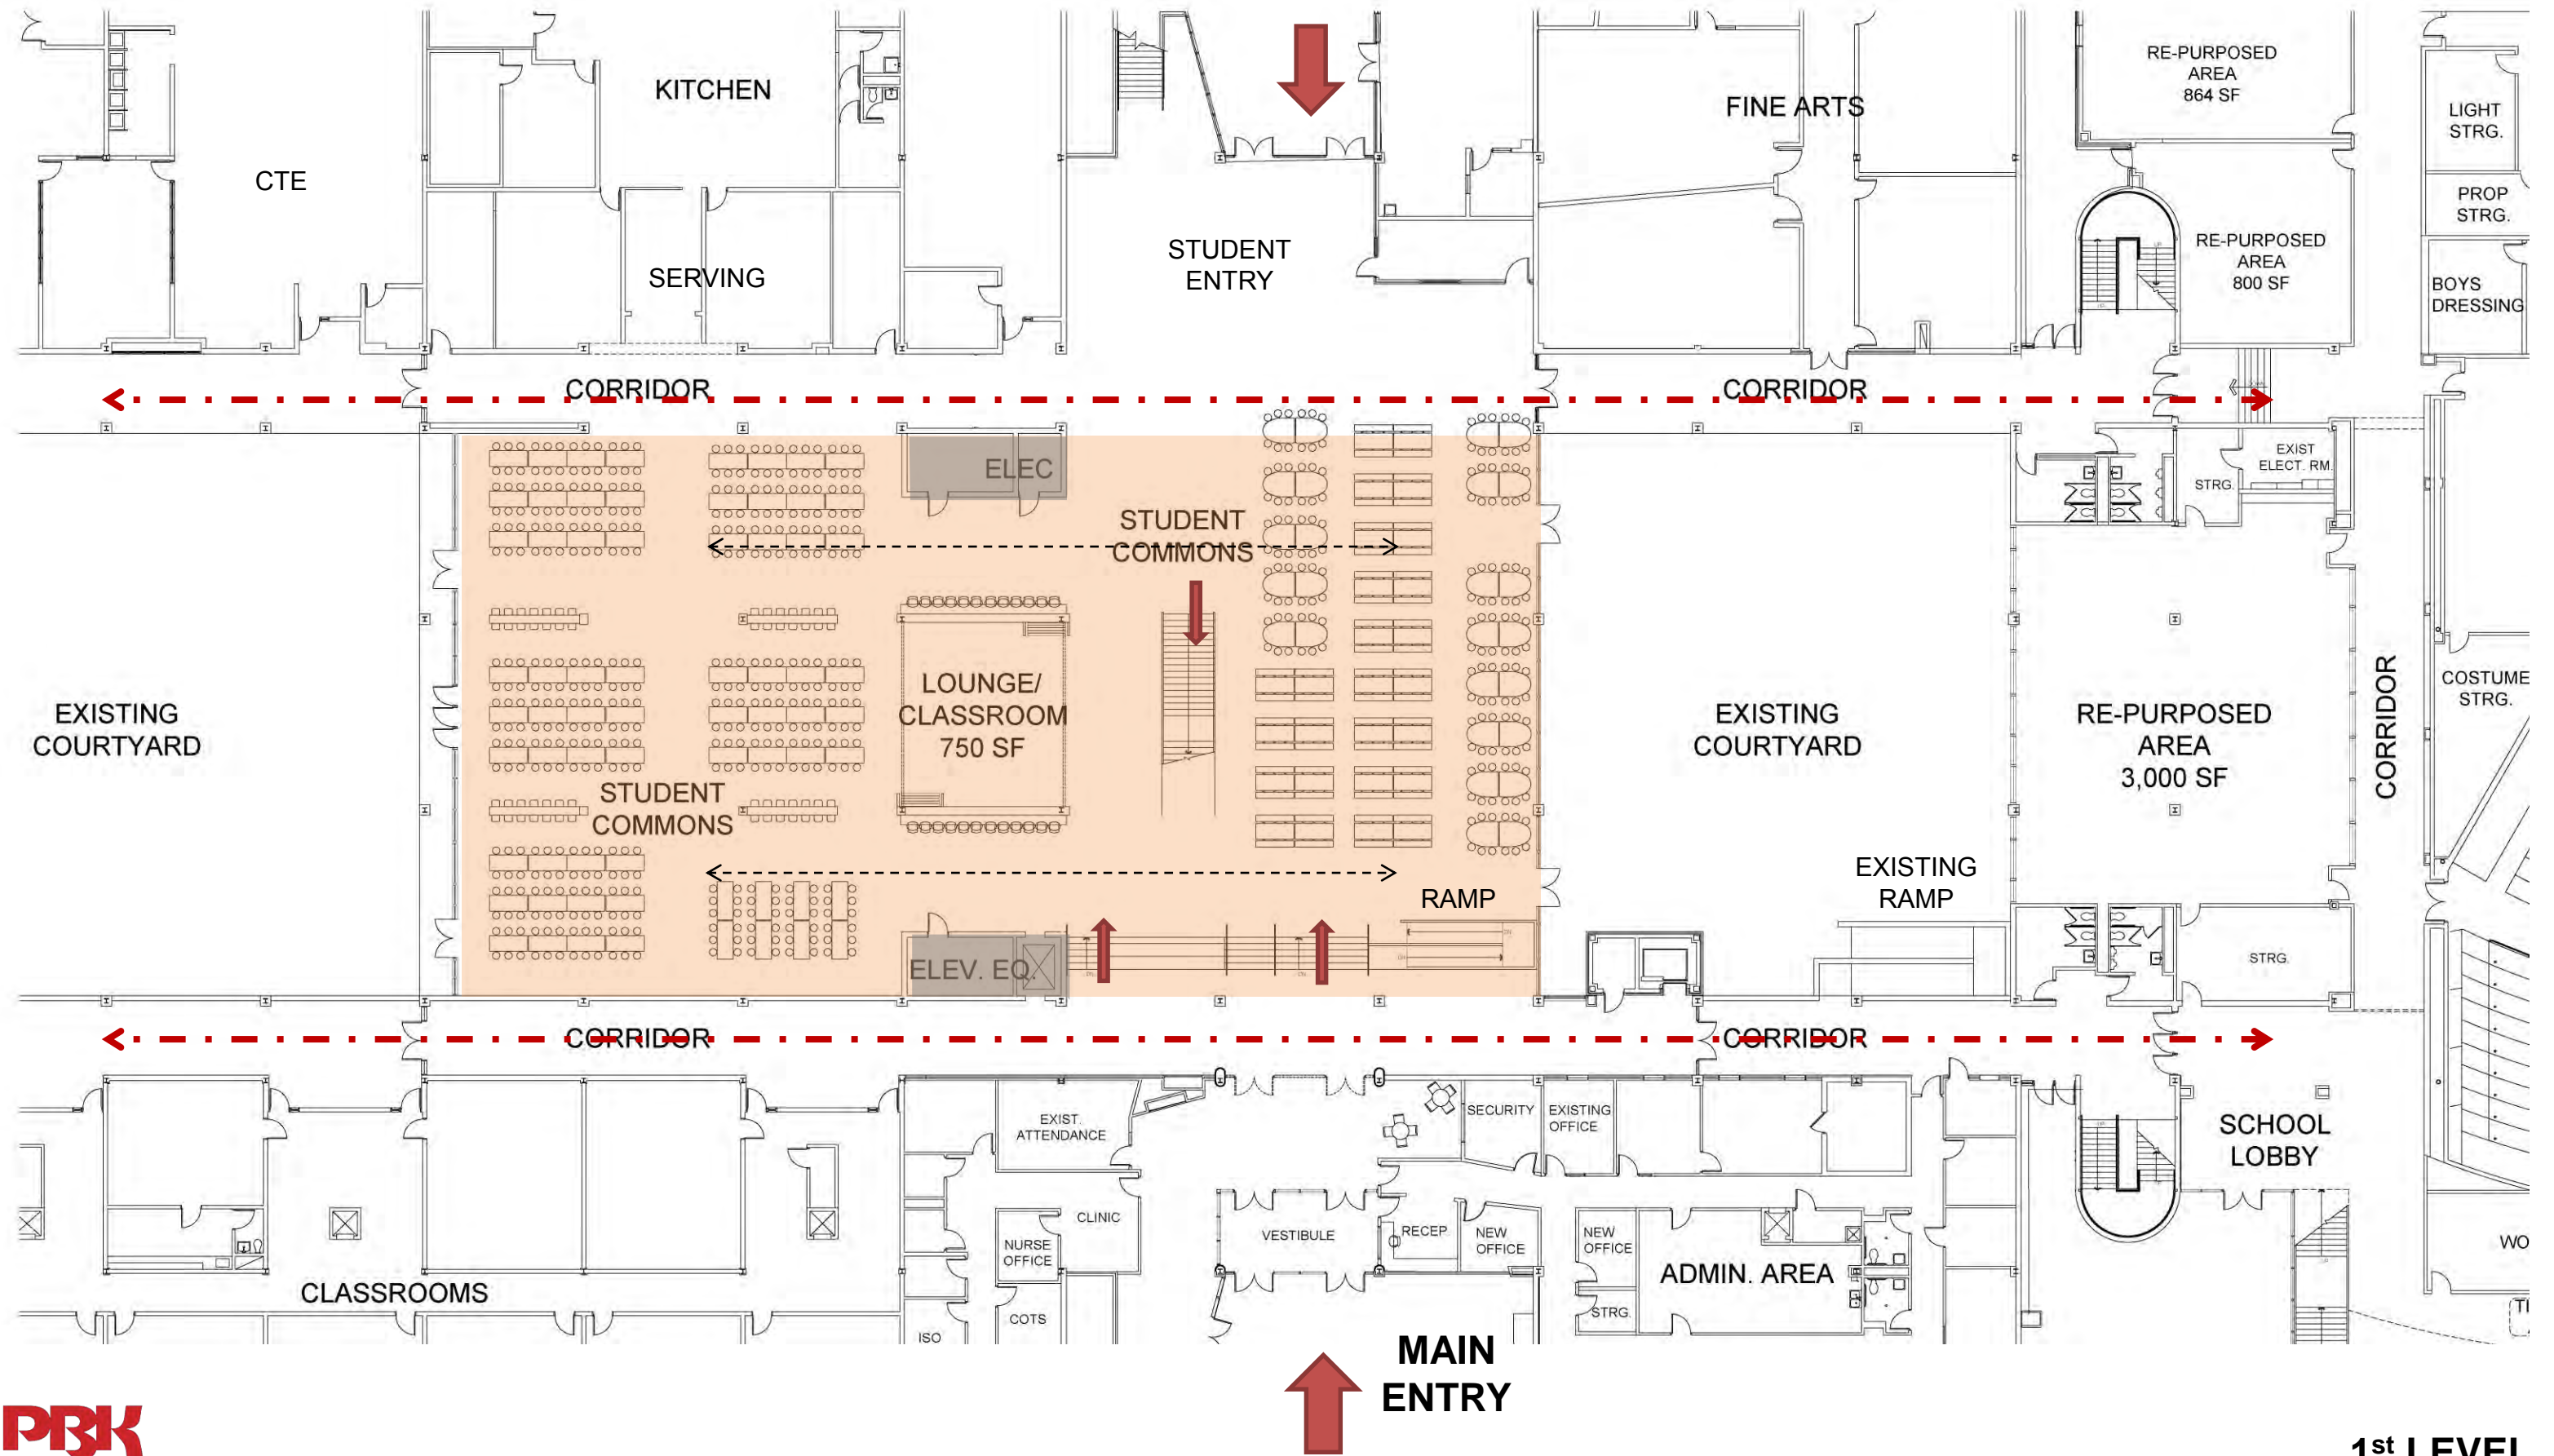 KITCHEN
CTE
SERVING
STUDENT
ENTRY
FINE ARTS
RE-PURPOSED
AREA
864 SF
LIGHT
STRG.
PROP
STRG.
RE-PURPOSED
AREA
800 SF
BOYS
DRESSING
CORRIDOR
CORRIDOR
ELEC
STUDENT
COMMONS
EXIST
ELECT. RM.
STRG.
EXISTING
COURTYARD
LOUNGE/
CLASSROOM
750 SF
STUDENT
COMMONS
EXISTING
COURTYARD
RE-PURPOSED
AREA
3,000 SF
CORRIDOR
COSTUME
STRG.
RAMP
EXISTING
RAMP
ELEV. EQ.
STRG.
CORRIDOR
CORRIDOR
EXIST.
ATTENDANCE
SECURITY
EXISTING
OFFICE
SCHOOL
LOBBY
CLINIC
NURSE
OFFICE
VESTIBULE
RECEP
NEW
OFFICE
NEW
OFFICE
ADMIN. AREA
WO
CLASSROOMS
COTS
STRG.
ISO
MAIN
ENTRY
PBK
1st LEVEL